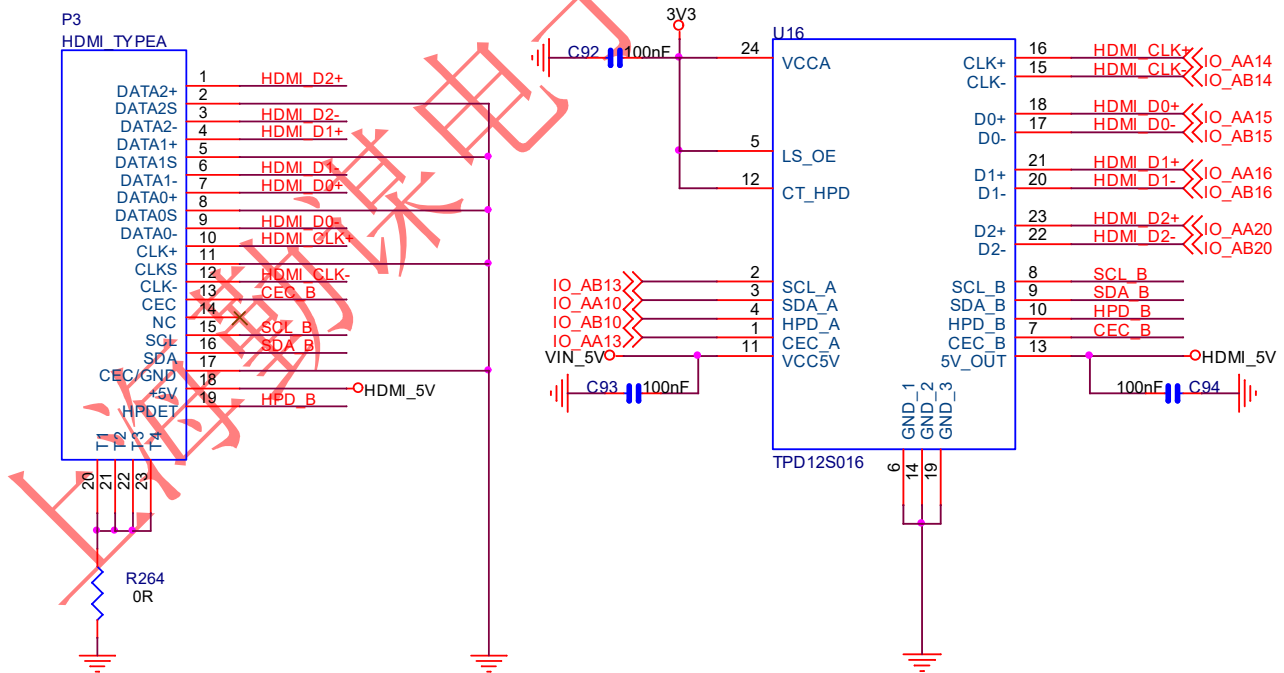 P3
HDMI_TYPEA
1
HDMI_D2+
DATA2+
2
DATA2S
3
HDMI_D2-
DATA2-
4
HDMI_D1+
DATA1+
5
DATA1S
6
HDMI_D1-
DATA1-
7
HDMI_D0+
DATA0+
8
DATA0S
9
HDMI_D0-
DATA0-
10
HDMI_CLK+
CLK+
11
CLKS
12
HDMI_CLK-
CLK-
13
CEC_B
CEC
14
NC
15
SCL_B
SCL
16
SDA_B
SDA
17
CEC/GND
18
+5V
HDMI_5V
19
HPD_B
HPDET
T1
T2
T3
T4
20
21
22
23
R264
0R
3V3
C92
100nF
U16
24
VCCA
5
LS_OE
12
CT_HPD
IO_AB13
2
SCL_A
IO_AA10
3
SDA_A
IO_AB10
4
HPD_A
IO_AA13
1
CEC_A
VIN_5V
11
VCC5V
C93
100nF
16
HDMI_CLK+
CLK+
IO_AA14
15
HDMI_CLK-
CLK-
IO_AB14
18
HDMI_D0+
D0+
IO_AA15
17
HDMI_D0-
D0-
IO_AB15
21
HDMI_D1+
D1+
IO_AA16
20
HDMI_D1-
D1-
IO_AB16
23
HDMI_D2+
D2+
IO_AA20
22
HDMI_D2-
D2-
IO_AB20
8
SCL_B
SCL_B
9
SDA_B
SDA_B
10
HPD_B
HPD_B
7
CEC_B
CEC_B
13
5V_OUT
HDMI_5V
100nF
C94
GND_1
GND_2
GND_3
6
14
19
TPD12S016
上海勤谋电